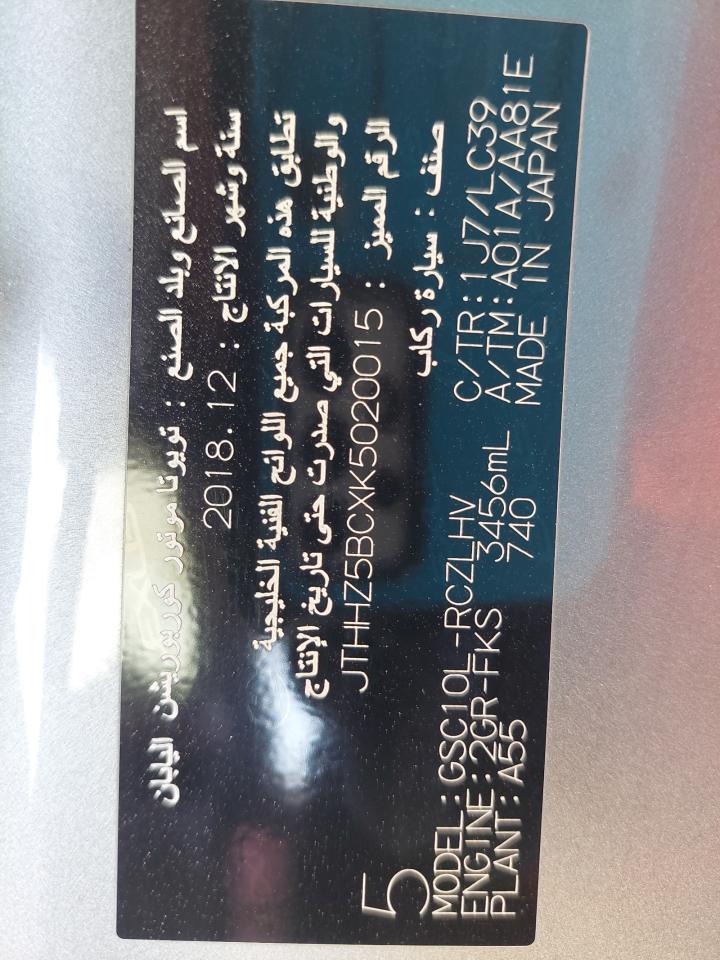 اسم الصانع وبلد الصنع : تويوتا موتور كوربوريشن اليابان
سنة وشهر الانتاج : 2018.12
تطابق هذه المركبة جميع اللوائح الفنية الخليجية
والوطنية للسيارات التي صدرت حتى تاريخ الإنتاج
الرقم المميز : JTHHZ5BCXK5020015
صنف : سيارة ركاب
5
MODEL:GSC10L-RCZLHV C/TR:1J7/LC39
ENGINE:2GR-FKS 3456mL A/TM:A01A/AA81E
PLANT:A55 740 MADE IN JAPAN